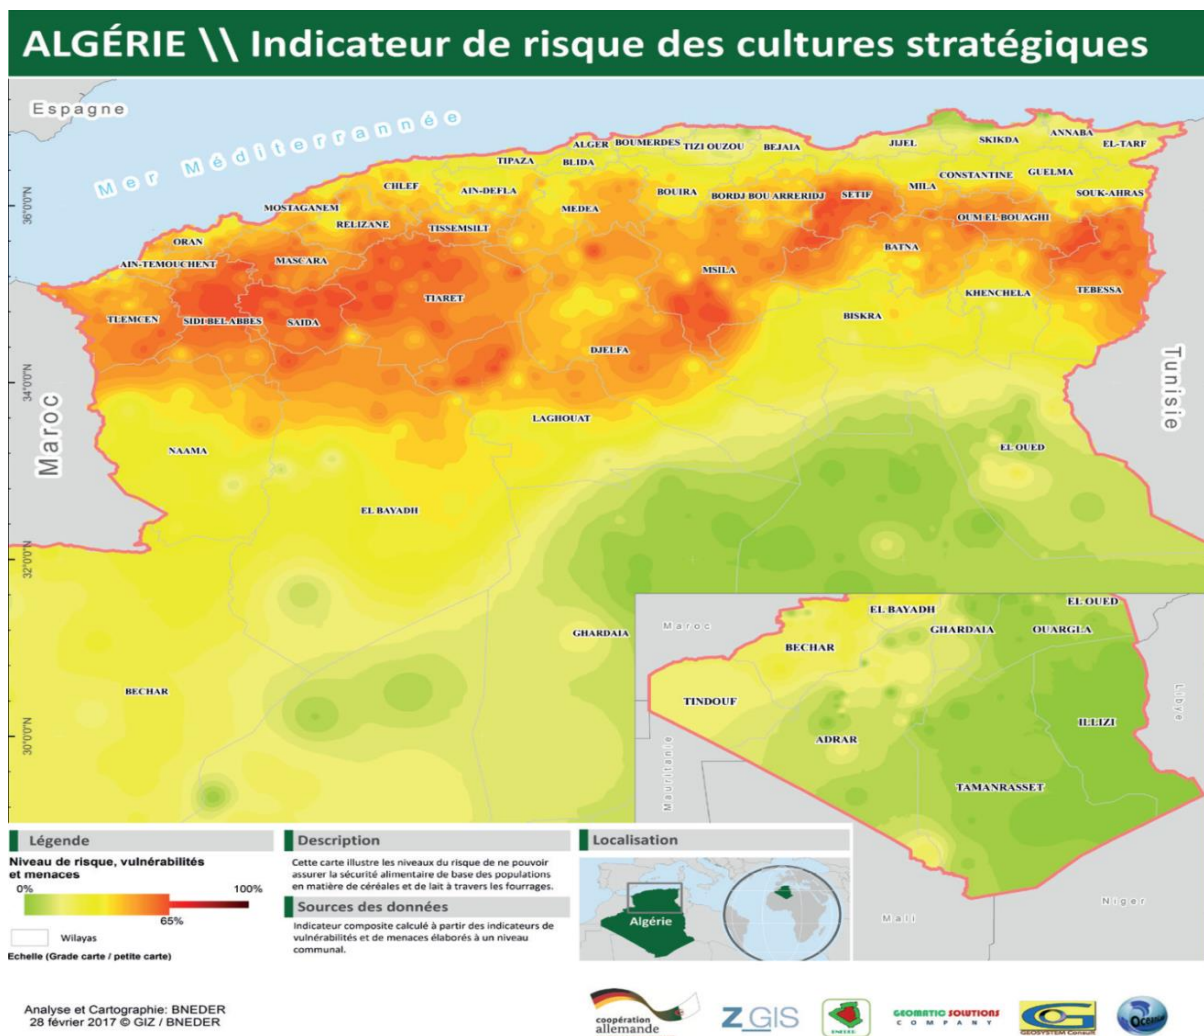 ALGÉRIE \\ Indicateur de risque des cultures stratégiques
Espagne
Mer Méditerrannée
ALGER
BOUMERDES
TIZI OUZOU
BEJAIA
JIJEL
SKIKDA
ANNABA
EL-TARF
TIPAZA
BLIDA
CHLEF
AIN-DEFLA
BOUIRA
BORDJ BOU ARRERIDJ
SETIF
MILA
CONSTANTINE
GUELMA
SOUK-AHRAS
MOSTAGANEM
RELIZANE
TISSEMSILT
MEDEA
OUM EL BOUAGHI
ORAN
AIN-TEMOUCHENT
MASCARA
MSILA
BATNA
TLEMCEN
SIDI BEL ABBES
SAIDA
TIARET
KHENCHELA
TEBESSA
BISKRA
DJELFA
LAGHOUAT
NAAMA
EL OUED
EL BAYADH
GHARDAIA
BECHAR
Maroc
Tunisie
36°0'0"N
34°0'0"N
32°0'0"N
30°0'0"N
Maroc
EL BAYADH
EL OUED
GHARDAIA
OUARGLA
BECHAR
TINDOUF
ILLIZI
ADRAR
TAMANRASSET
Mauritanie
Libye
Mali
Niger
Légende
Niveau de risque, vulnérabilités
et menaces
0%
100%
65%
Wilayas
Echelle (Grade carte / petite carte)
Description
Cette carte illustre les niveaux du risque de ne pouvoir
assurer la sécurité alimentaire de base des populations
en matière de céréales et de lait à travers les fourrages.
Sources des données
Indicateur composite calculé à partir des indicateurs de
vulnérabilités et de menaces élaborés à un niveau
communal.
Localisation
Algérie
Analyse et Cartographie: BNEDER
28 février 2017 © GIZ / BNEDER
coopération
allemande
Z_GIS
BNEDER
GEOMATIC SOLUTIONS
COMPANY
GEOSYSTEM Consult